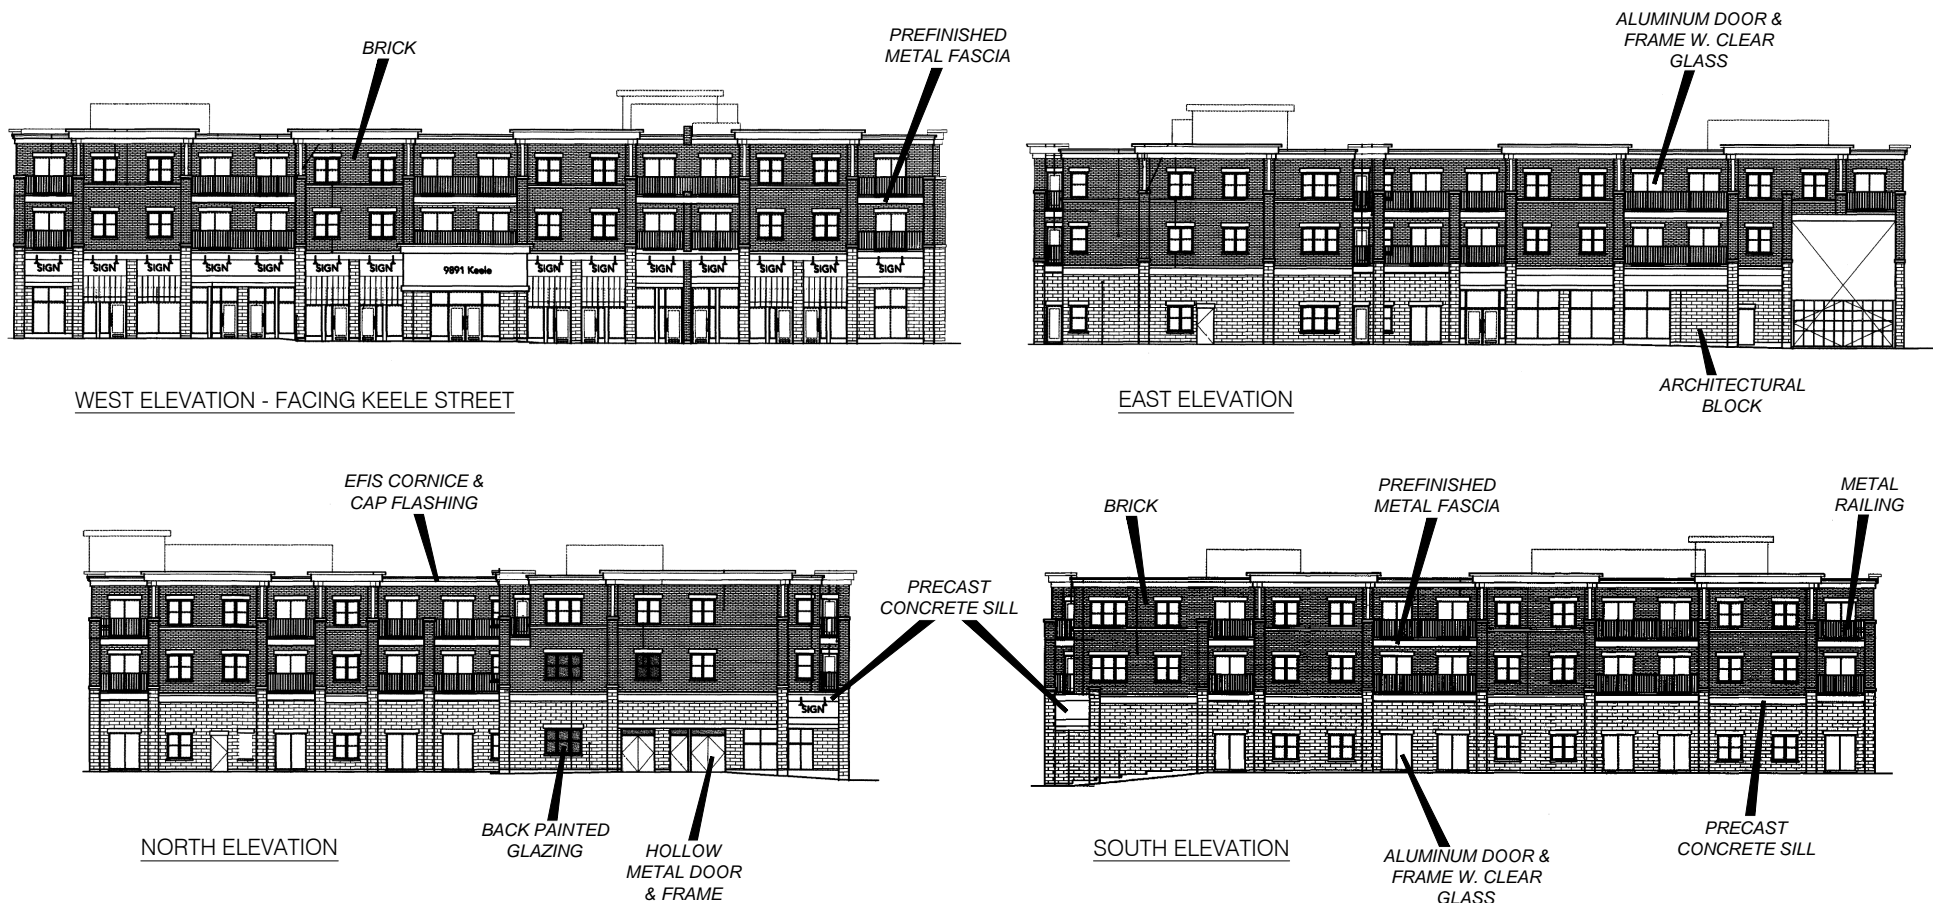 BRICK
PREFINISHED
METAL FASCIA
SIGN SIGN SIGN SIGN SIGN SIGN SIGN SIGN SIGN SIGN SIGN SIGN SIGN SIGN
9891 Keele
WEST ELEVATION - FACING KEELE STREET
ALUMINUM DOOR &
FRAME W. CLEAR
GLASS
ARCHITECTURAL
BLOCK
EAST ELEVATION
EFIS CORNICE &
CAP FLASHING
PRECAST
CONCRETE SILL
SIGN
BACK PAINTED
GLAZING
HOLLOW
METAL DOOR
& FRAME
NORTH ELEVATION
BRICK
PREFINISHED
METAL FASCIA
METAL
RAILING
PRECAST
CONCRETE SILL
ALUMINUM DOOR &
FRAME W. CLEAR
GLASS
SOUTH ELEVATION